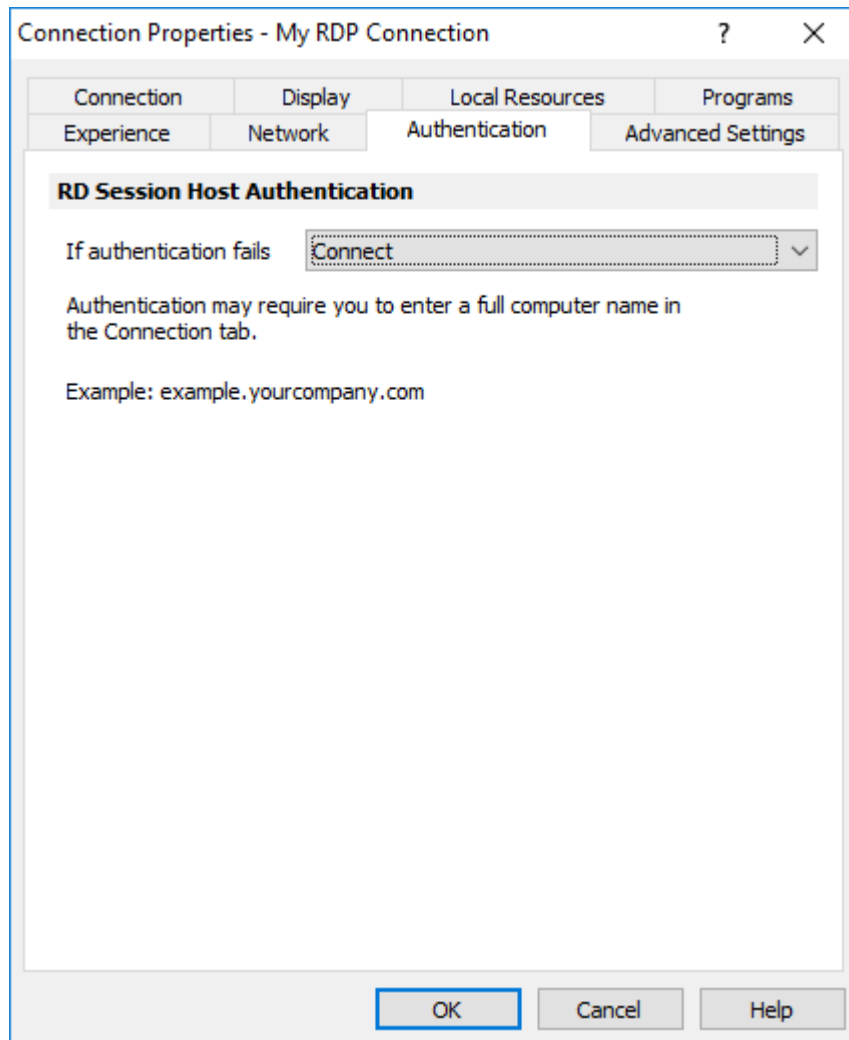 Connection Properties - My RDP Connection ?
Connection Display Local Resources Programs
Experience Network Authentication Advanced Settings
RD Session Host Authentication
If authentication fails Connect
Authentication may require you to enter a full computer name in
the Connection tab.
Example: example.yourcompany.com
OK Cancel Help